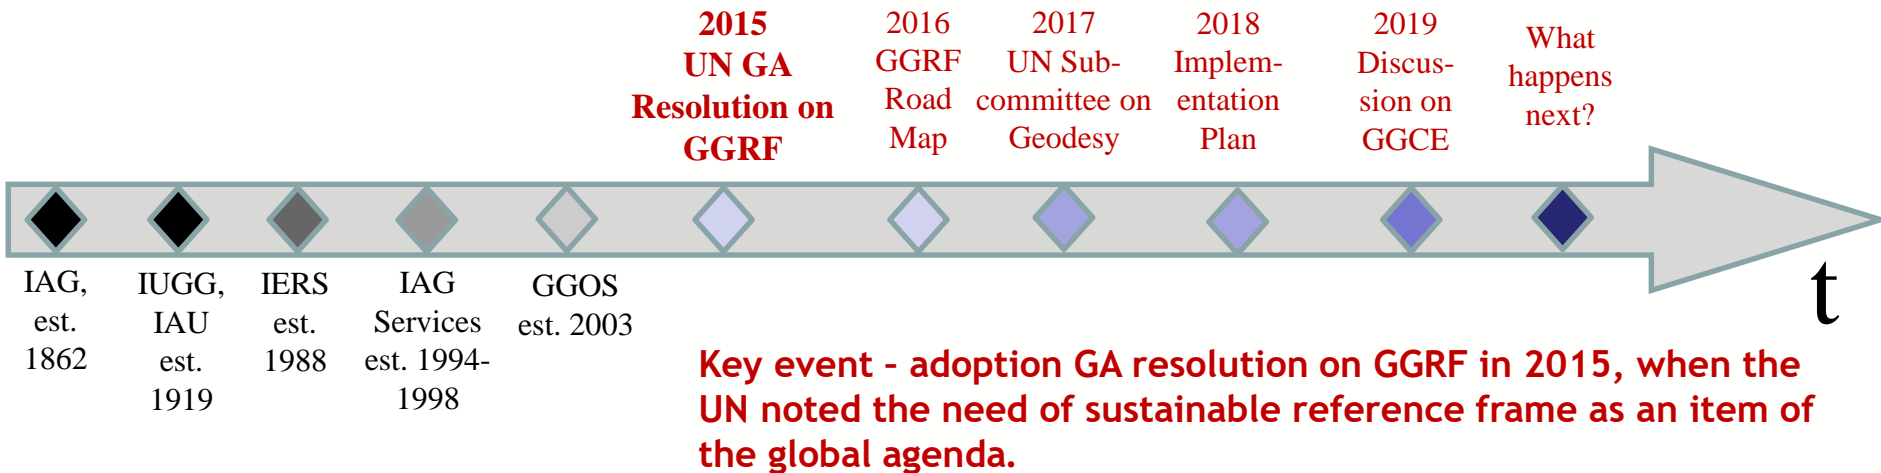 2015
UN GA
Resolution on
GGRF
2016
GGRF
Road
Map
2017
UN Sub-
committee on
Geodesy
2018
Implem-
entation
Plan
2019
Discus-
sion on
GGCE
What
happens
next?
IAG,
est.
1862
IUGG,
IAU
est.
1919
IERS
est.
1988
IAG
Services
est. 1994-
1998
GGOS
est. 2003
t
Key event – adoption GA resolution on GGRF in 2015, when the
UN noted the need of sustainable reference frame as an item of
the global agenda.